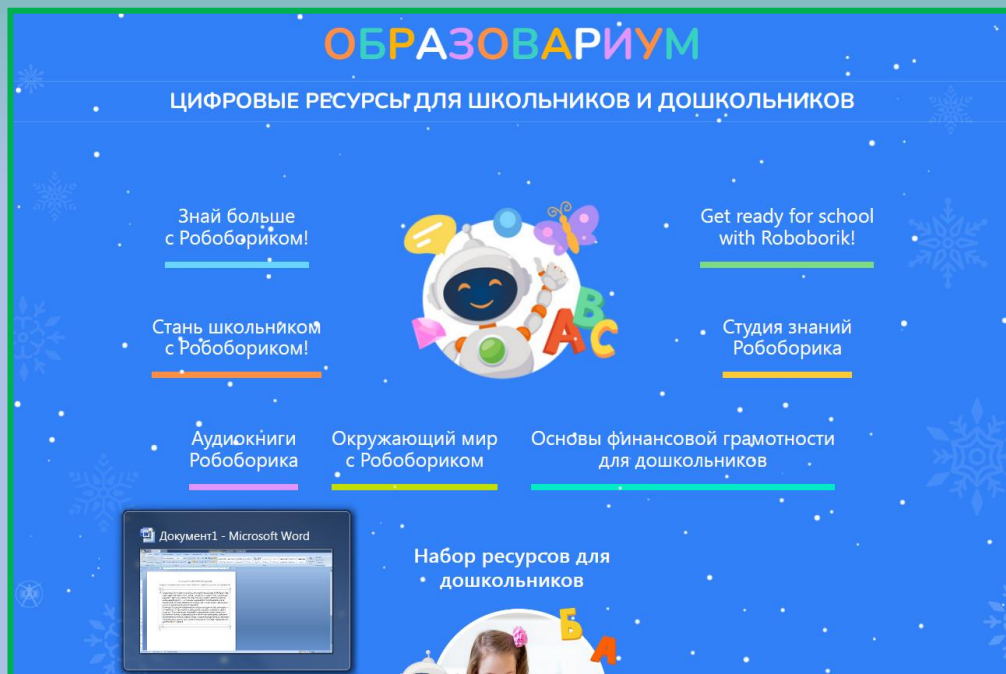 ОБРАЗОВАРИУМ
ЦИФРОВЫЕ РЕСУРСЫ ДЛЯ ШКОЛЬНИКОВ И ДОШКОЛЬНИКОВ
Знай больше
с Робобориком!
Get ready for school
with Roboborik!
A B C
Стань школьником
с Робобориком!
Студия знаний
Робоборика
Аудиокниги
Робоборика
Окружающий мир
с Робобориком
Основы финансовой грамотности
для дошкольников
Документ1 - Microsoft Word
Набор ресурсов для
дошкольников
Б
А